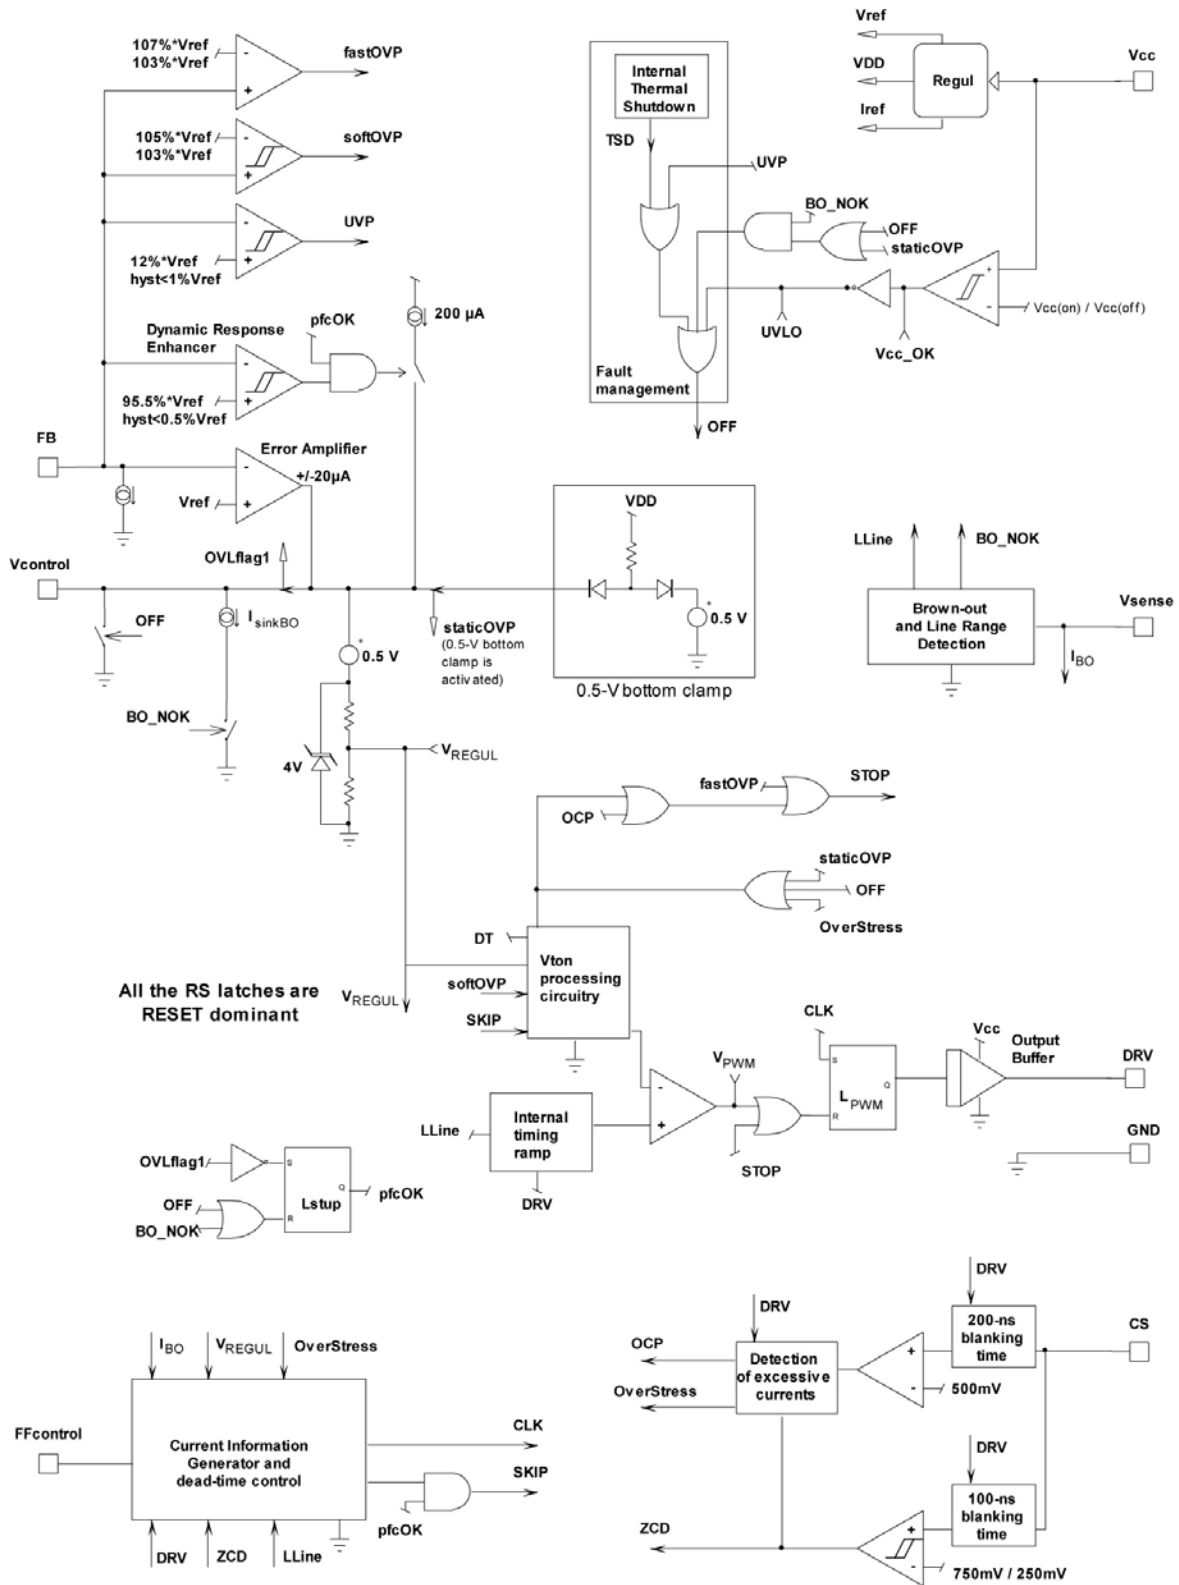 107%*Vref
103%*Vref
fastOVP
105%*Vref
103%*Vref
softOVP
UVP
12%*Vref
hyst<1%Vref
200 µA
pfcOK
Dynamic Response
Enhancer
95.5%*Vref
hyst<0.5%Vref
FB
Error Amplifier
+/-20µA
Vref
Vref
VDD
Iref
Regul
Vcc
Internal
Thermal
Shutdown
TSD
UVP
BO_NOK
OFF
staticOVP
Vcc(on) / Vcc(off)
UVLO
Vcc_OK
Fault
management
OFF
Vcontrol
OVLflag1
OFF
IsinkBO
BO_NOK
0.5 V
4V
VREGUL
staticOVP
(0.5-V bottom
clamp is
activated)
VDD
0.5 V
0.5-V bottom clamp
LLine
BO_NOK
Brown-out
and Line Range
Detection
Vsense
IBO
fastOVP
STOP
OCP
staticOVP
OFF
OverStress
DT
Vton
processing
circuitry
softOVP
SKIP
VREGUL
All the RS latches are
RESET dominant
CLK
VPWM
S
R
Q
LPWM
Vcc
Output
Buffer
DRV
GND
LLine
Internal
timing
ramp
DRV
STOP
OVLflag1
OFF
BO_NOK
S
R
Q
Lstup
pfcOK
IBO
VREGUL
OverStress
FFcontrol
Current Information
Generator and
dead-time control
CLK
SKIP
pfcOK
DRV
ZCD
LLine
DRV
DRV
OCP
OverStress
Detection
of excessive
currents
200-ns
blanking
time
CS
500mV
DRV
100-ns
blanking
time
ZCD
750mV / 250mV